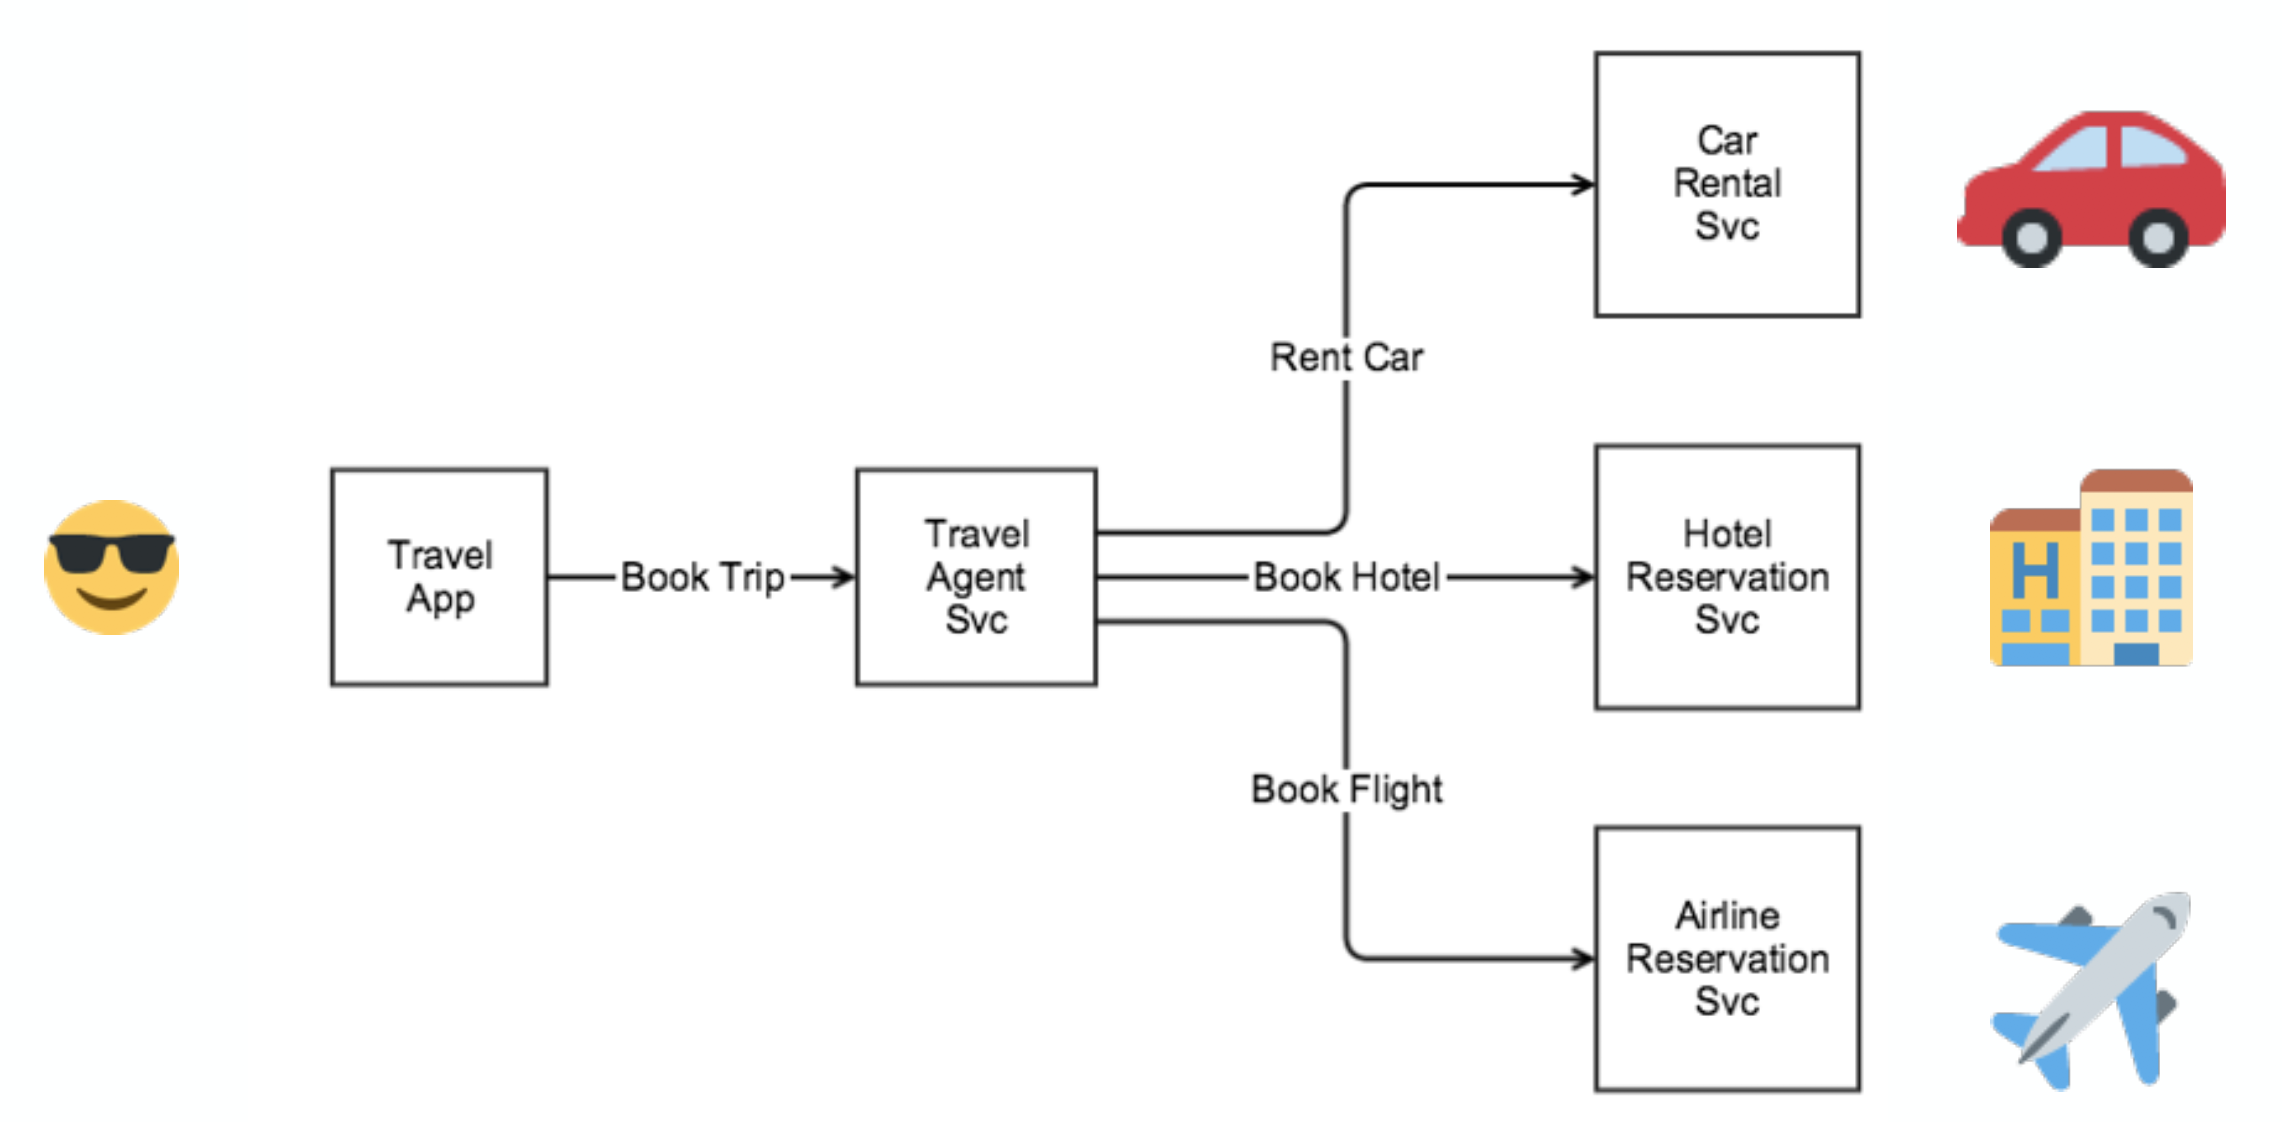 Travel
App
Book Trip
Travel
Agent
Svc
Rent Car
Book Hotel
Book Flight
Car
Rental
Svc
Hotel
Reservation
Svc
H
Airline
Reservation
Svc